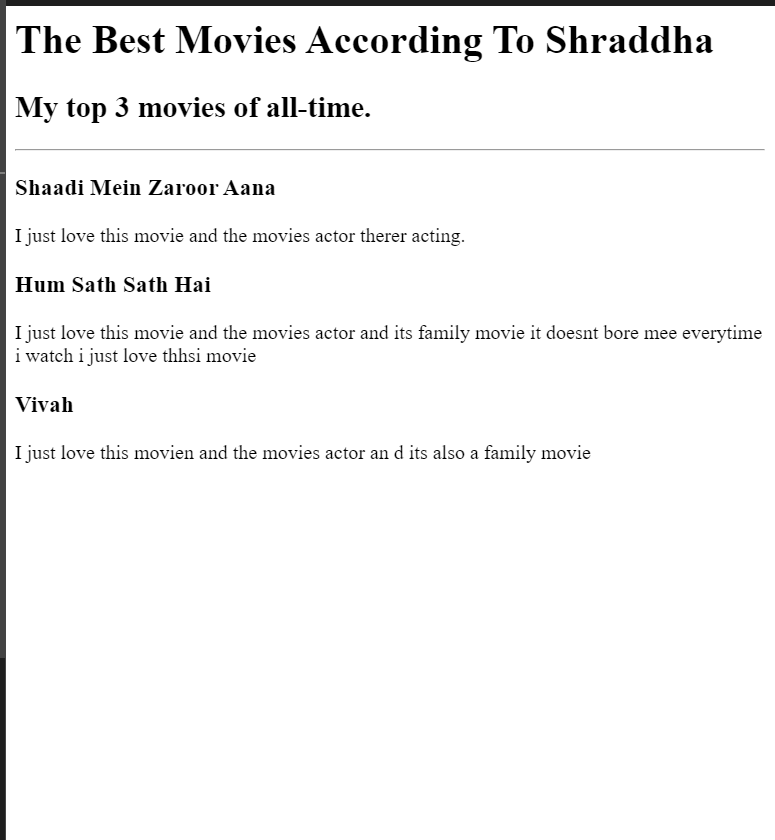 The Best Movies According To Shraddha
My top 3 movies of all-time.
Shaadi Mein Zaroor Aana
I just love this movie and the movies actor therer acting.
Hum Sath Sath Hai
I just love this movie and the movies actor and its family movie it doesnt bore mee everytime
i watch i just love thhsi movie
Vivah
I just love this movien and the movies actor an d its also a family movie